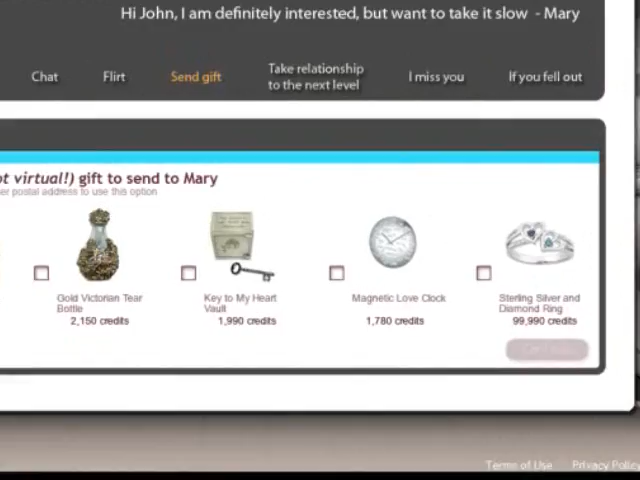 Hi John, I am definitely interested, but want to take it slow - Mary
Chat Flirt Send gift Take relationship to the next level I miss you If you fell out
ot virtual!) gift to send to Mary
er postal address to use this option
Gold Victorian Tear Bottle
2,150 credits
Key to My Heart Vault
1,990 credits
Magnetic Love Clock
1,780 credits
Sterling Silver and Diamond Ring
99,990 credits
Terms of Use Privacy Policy